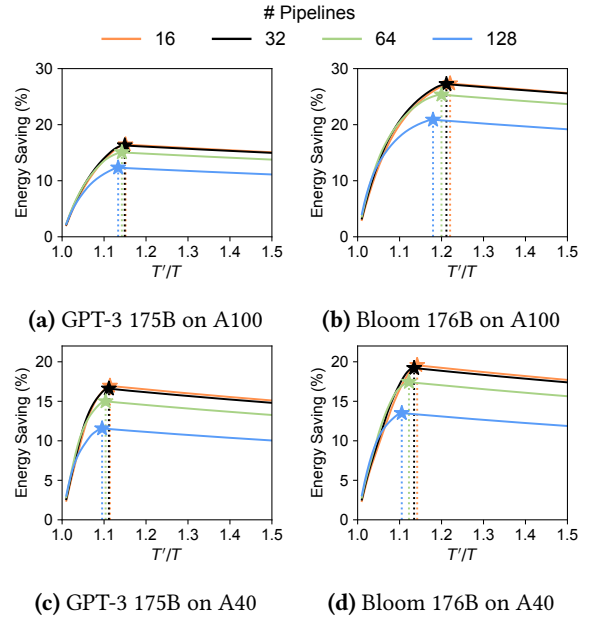 # Pipelines
16 32 64 128
Energy Saving (%)
30
20
10
0
1.0 1.1 1.2 1.3 1.4 1.5
T'/T
(a) GPT-3 175B on A100
Energy Saving (%)
30
20
10
0
1.0 1.1 1.2 1.3 1.4 1.5
T'/T
(b) Bloom 176B on A100
Energy Saving (%)
20
15
10
5
0
1.0 1.1 1.2 1.3 1.4 1.5
T'/T
(c) GPT-3 175B on A40
Energy Saving (%)
20
15
10
5
0
1.0 1.1 1.2 1.3 1.4 1.5
T'/T
(d) Bloom 176B on A40